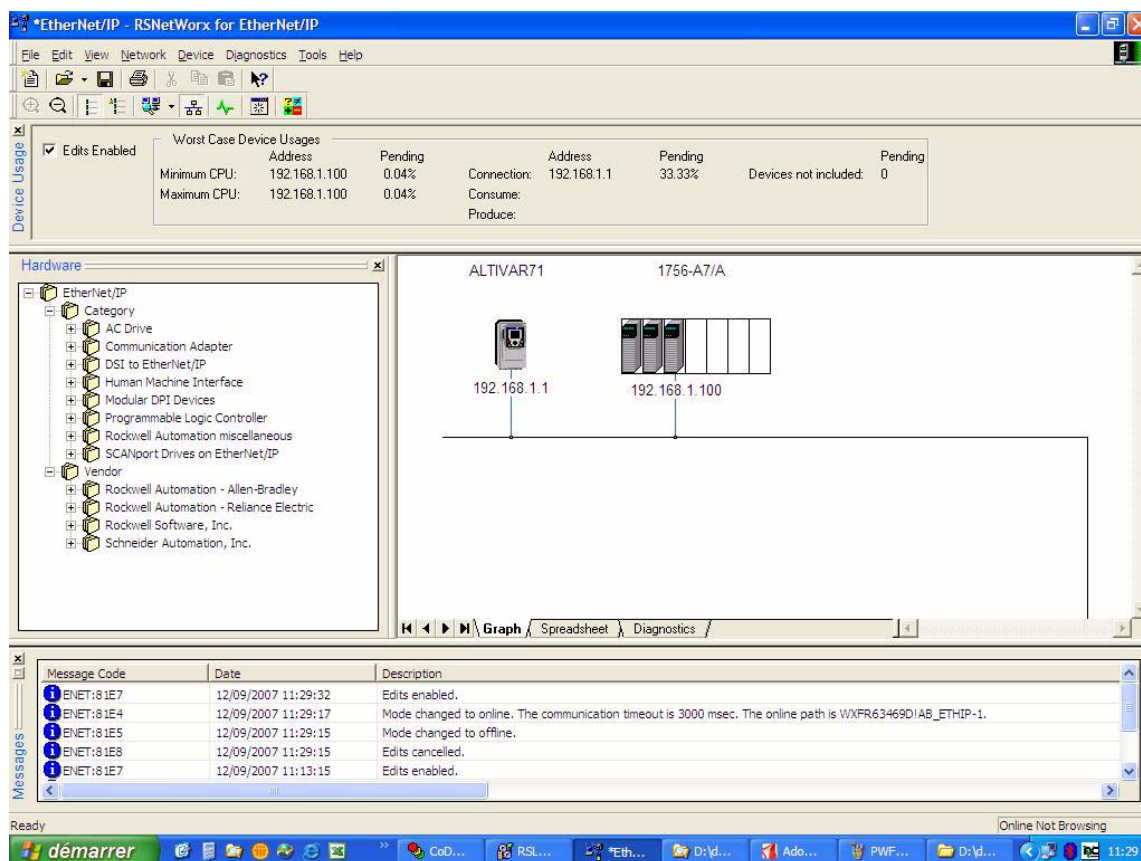 *EtherNet/IP - RSNetWorx for EtherNet/IP
File Edit View Network Device Diagnostics Tools Help
Device Usage
Edits Enabled
Worst Case Device Usages
Address Pending Address Pending Pending
Minimum CPU: 192.168.1.100 0.04% Connection: 192.168.1.1 33.33% Devices not included: 0
Maximum CPU: 192.168.1.100 0.04% Consume:
Produce:
Hardware
EtherNet/IP
Category
AC Drive
Communication Adapter
DSI to EtherNet/IP
Human Machine Interface
Modular DPI Devices
Programmable Logic Controller
Rockwell Automation miscellaneous
SCANport Drives on EtherNet/IP
Vendor
Rockwell Automation - Allen-Bradley
Rockwell Automation - Reliance Electric
Rockwell Software, Inc.
Schneider Automation, Inc.
ALTIVAR71 1756-A7/A
192.168.1.1 192.168.1.100
Graph Spreadsheet Diagnostics
Messages
Message Code Date Description
ENET:81E7 12/09/2007 11:29:32 Edits enabled.
ENET:81E4 12/09/2007 11:29:17 Mode changed to online. The communication timeout is 3000 msec. The online path is WXFR63469D!AB_ETHIP-1.
ENET:81E5 12/09/2007 11:29:15 Mode changed to offline.
ENET:81E8 12/09/2007 11:29:15 Edits cancelled.
ENET:81E7 12/09/2007 11:13:15 Edits enabled.
Ready Online Not Browsing
démarrer » CoD... RSL... *Eth... D:\d... Ado... PWF... D:\d... 11:29